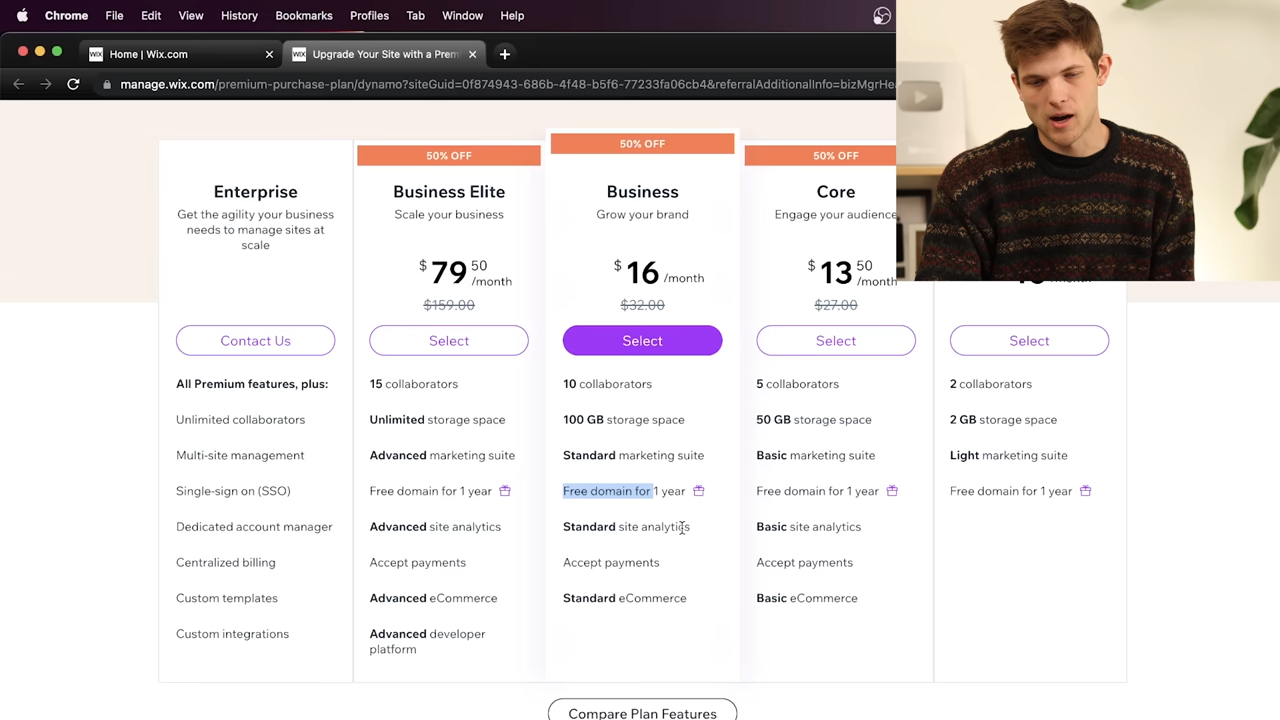 Chrome File Edit View History Bookmarks Profiles Tab Window Help
WIX Home | Wix.com
WIX Upgrade Your Site with a Prem
manage.wix.com/premium-purchase-plan/dynamo?siteGuid=0f874943-686b-4f48-b5f6-77233fa06cb4&referralAdditionalInfo=bizMgrHea
Enterprise
Get the agility your business
needs to manage sites at
scale
Contact Us
All Premium features, plus:
Unlimited collaborators
Multi-site management
Single-sign on (SSO)
Dedicated account manager
Centralized billing
Custom templates
Custom integrations
50% OFF
Business Elite
Scale your business
$ 79 50 /month
$159.00
Select
15 collaborators
Unlimited storage space
Advanced marketing suite
Free domain for 1 year
Advanced site analytics
Accept payments
Advanced eCommerce
Advanced developer
platform
50% OFF
Business
Grow your brand
$ 16 /month
$32.00
Select
10 collaborators
100 GB storage space
Standard marketing suite
Free domain for 1 year
Standard site analytics
Accept payments
Standard eCommerce
50% OFF
Core
Engage your audience
$ 13 50 /month
$27.00
Select
5 collaborators
50 GB storage space
Basic marketing suite
Free domain for 1 year
Basic site analytics
Accept payments
Basic eCommerce
Select
2 collaborators
2 GB storage space
Light marketing suite
Free domain for 1 year
Compare Plan Features